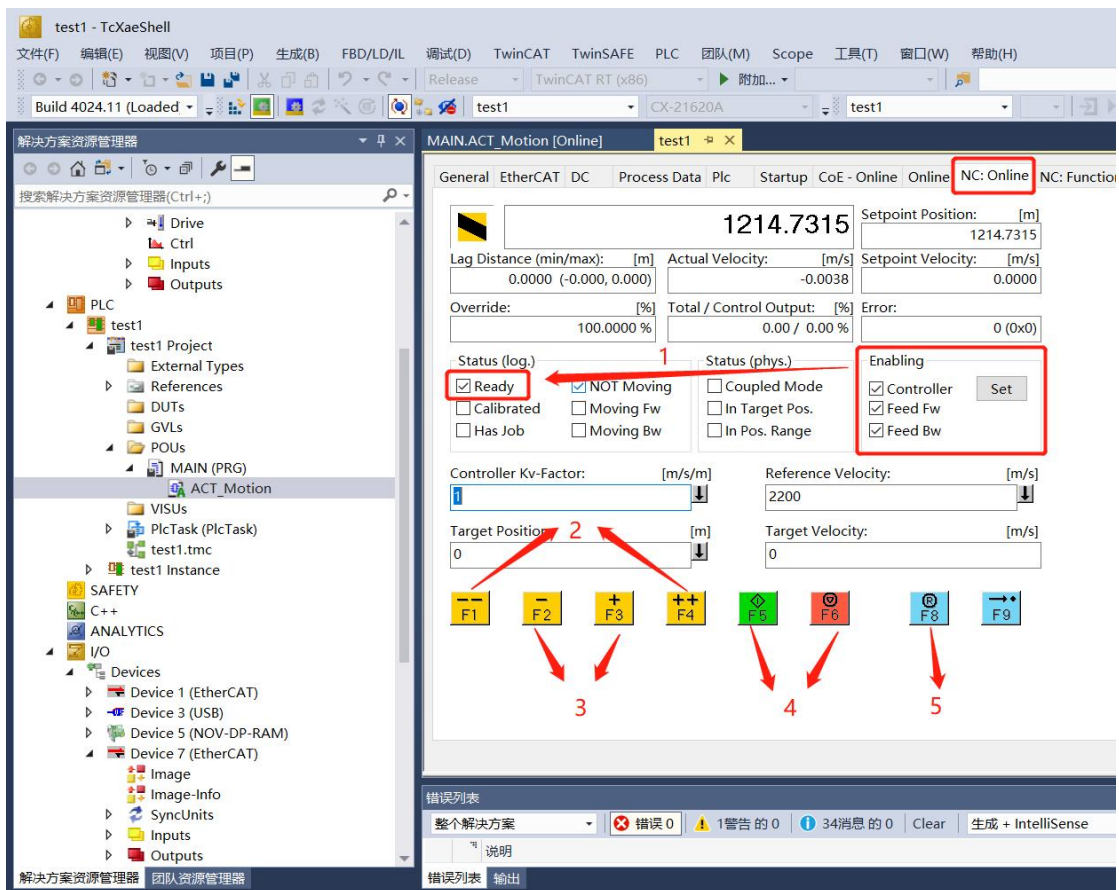 test1 - TcXaeShell
文件(F) 编辑(E) 视图(V) 项目(P) 生成(B) FBD/LD/IL 调试(D) TwinCAT TwinSAFE PLC 团队(M) Scope 工具(T) 窗口(W) 帮助(H)
Release TwinCAT RT (x86) 附加...
Build 4024.11 (Loaded test1 CX-21620A test1
解决方案资源管理器
搜索解决方案资源管理器(Ctrl+;)
Drive
Ctrl
Inputs
Outputs
PLC
test1
test1 Project
External Types
References
DUTs
GVLs
POUs
MAIN (PRG)
ACT_Motion
VISUs
PlcTask (PlcTask)
test1.tmc
test1 Instance
SAFETY
C++
ANALYTICS
I/O
Devices
Device 1 (EtherCAT)
Device 3 (USB)
Device 5 (NOV-DP-RAM)
Device 7 (EtherCAT)
Image
Image-Info
SyncUnits
Inputs
Outputs
解决方案资源管理器 团队资源管理器
MAIN.ACT_Motion [Online] test1
General EtherCAT DC Process Data Plc Startup CoE - Online Online NC: Online NC: Function
1214.7315
Setpoint Position: [m]
1214.7315
Lag Distance (min/max): [m] Actual Velocity: [m/s] Setpoint Velocity: [m/s]
0.0000 (-0.000, 0.000) -0.0038 0.0000
Override: [%] Total / Control Output: [%] Error:
100.0000 % 0.00 / 0.00 % 0 (0x0)
Status (log.) 1 Status (phys.) Enabling
Ready NOT Moving Coupled Mode Controller Set
Calibrated Moving Fw In Target Pos. Feed Fw
Has Job Moving Bw In Pos. Range Feed Bw
Controller Kv-Factor: [m/s/m] Reference Velocity: [m/s]
1 2200
Target Position 2 [m] Target Velocity: [m/s]
0 0
-- - + ++ R
F1 F2 F3 F4 F5 F6 F8 F9
3 4 5
错误列表
整个解决方案 错误 0 1警告 的 0 34消息 的 0 Clear 生成 + IntelliSense
说明
错误列表 输出